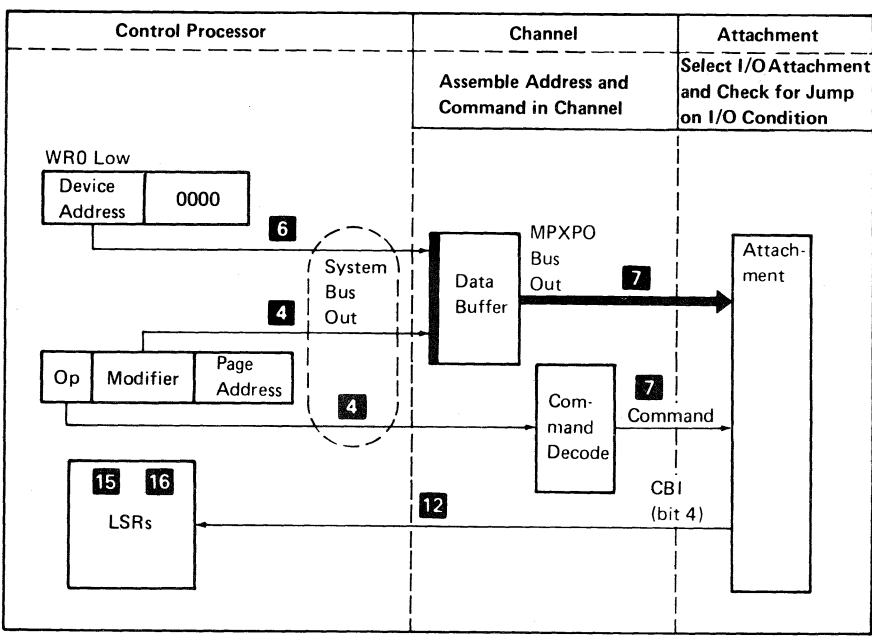 Control Processor
Channel
Attachment
Assemble Address and
Command in Channel
Select I/O Attachment
and Check for Jump
on I/O Condition
WR0 Low
Device
Address
0000
6
System
Bus
Out
4
Data
Buffer
MPXPO
Bus
Out
7
Attach-
ment
Op
Modifier
Page
Address
4
Com-
mand
Decode
7
Command
15 16
LSRs
12
CBI
(bit 4)